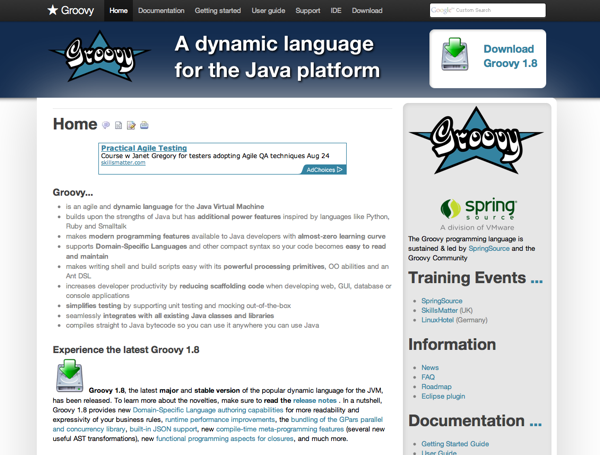 Groovy
Home Documentation Getting started User guide Support IDE Download
Google Custom Search
Groovy
A dynamic language
for the Java platform
Download
Groovy 1.8
Home
Practical Agile Testing
Course w Janet Gregory for testers adopting Agile QA techniques Aug 24
skillsmatter.com
AdChoices
Groovy...
is an agile and dynamic language for the Java Virtual Machine
builds upon the strengths of Java but has additional power features inspired by languages like Python,
Ruby and Smalltalk
makes modern programming features available to Java developers with almost-zero learning curve
supports Domain-Specific Languages and other compact syntax so your code becomes easy to read
and maintain
makes writing shell and build scripts easy with its powerful processing primitives, OO abilities and an
Ant DSL
increases developer productivity by reducing scaffolding code when developing web, GUI, database or
console applications
simplifies testing by supporting unit testing and mocking out-of-the-box
seamlessly integrates with all existing Java classes and libraries
compiles straight to Java bytecode so you can use it anywhere you can use Java
Experience the latest Groovy 1.8
Groovy 1.8, the latest major and stable version of the popular dynamic language for the JVM,
has been released. To learn more about the novelties, make sure to read the release notes . In a nutshell,
Groovy 1.8 provides new Domain-Specific Language authoring capabilities for more readability and
expressivity of your business rules, runtime performance improvements, the bundling of the GPars parallel
and concurrency library, built-in JSON support, new compile-time meta-programming features (several new
useful AST transformations), new functional programming aspects for closures, and much more.
Groovy
spring
source
A division of VMware
The Groovy programming language is
sustained & led by SpringSource and the
Groovy Community
Training Events ...
SpringSource
SkillsMatter (UK)
LinuxHotel (Germany)
Information
News
FAQ
Roadmap
Eclipse plugin
Documentation ...
Getting Started Guide
User Guide